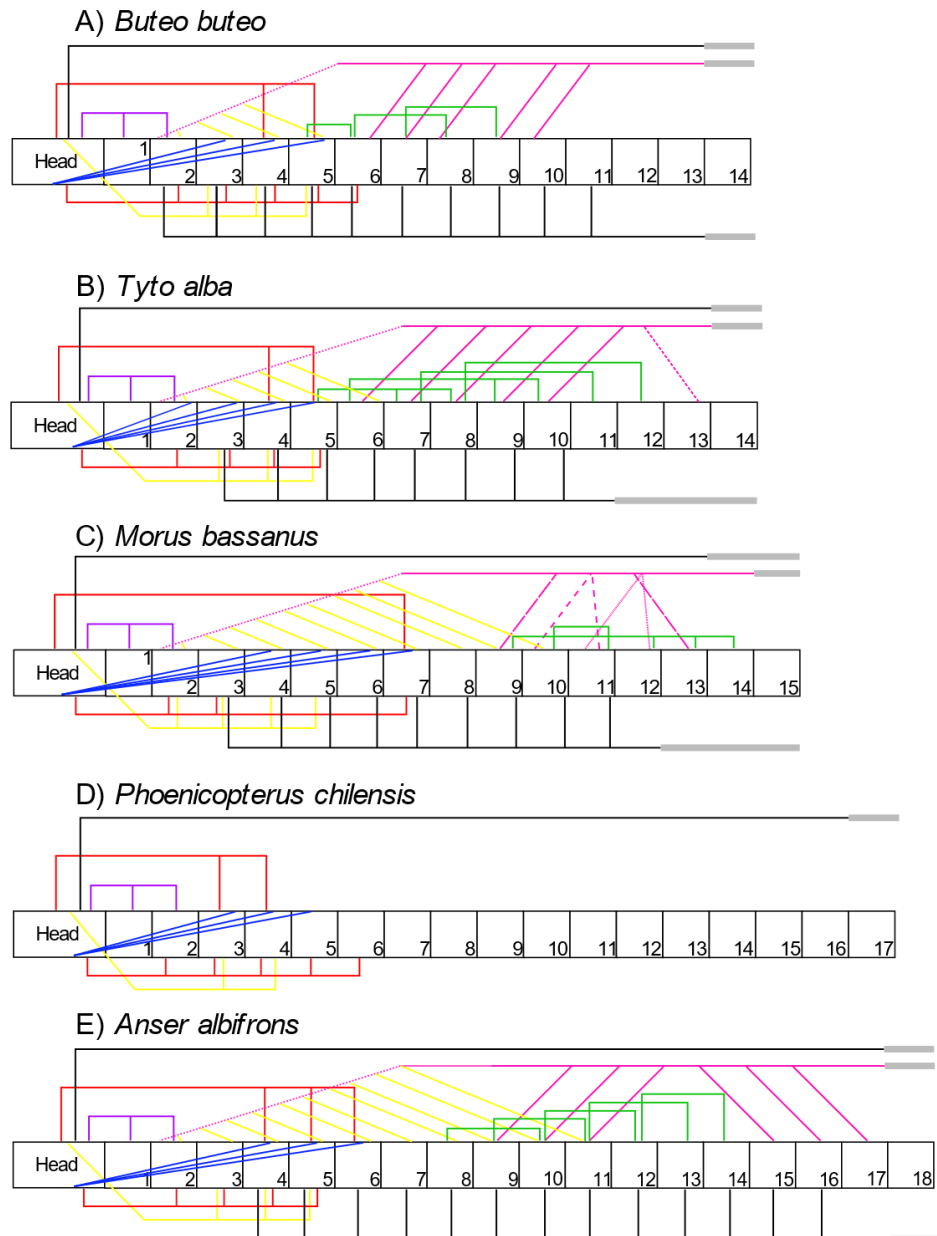 A) Buteo buteo
Head 1 2 3 4 5 6 7 8 9 10 11 12 13 14
B) Tyto alba
Head 1 2 3 4 5 6 7 8 9 10 11 12 13 14
C) Morus bassanus
Head 1 2 3 4 5 6 7 8 9 10 11 12 13 14 15
D) Phoenicopterus chilensis
Head 1 2 3 4 5 6 7 8 9 10 11 12 13 14 15 16 17
E) Anser albifrons
Head 1 2 3 4 5 6 7 8 9 10 11 12 13 14 15 16 17 18